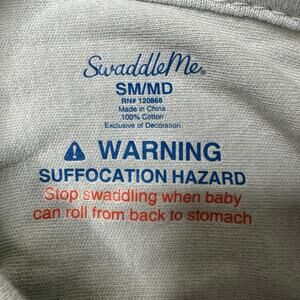 SwaddleMe®
SM/MD
RN# 120868
Made in China
100% Cotton
Exclusive of Decoration
WARNING
SUFFOCATION HAZARD
Stop swaddling when baby
can roll from back to stomach